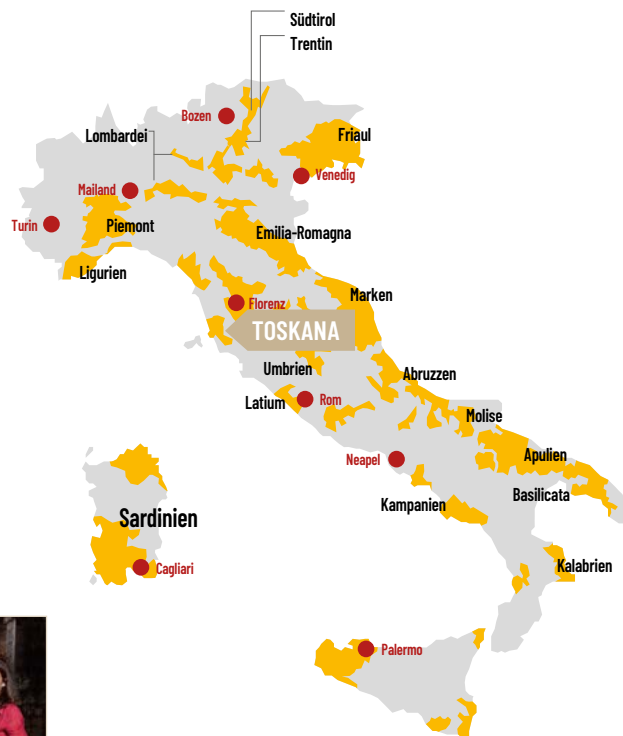 Südtirol
Trentin
Bozen
Lombardei
Friaul
Venedig
Mailand
Turin
Piemont
Emilia-Romagna
Ligurien
Marken
Florenz
TOSKANA
Umbrien
Abruzzen
Latium
Rom
Molise
Neapel
Apulien
Basilicata
Kampanien
Sardinien
Kalabrien
Cagliari
Palermo